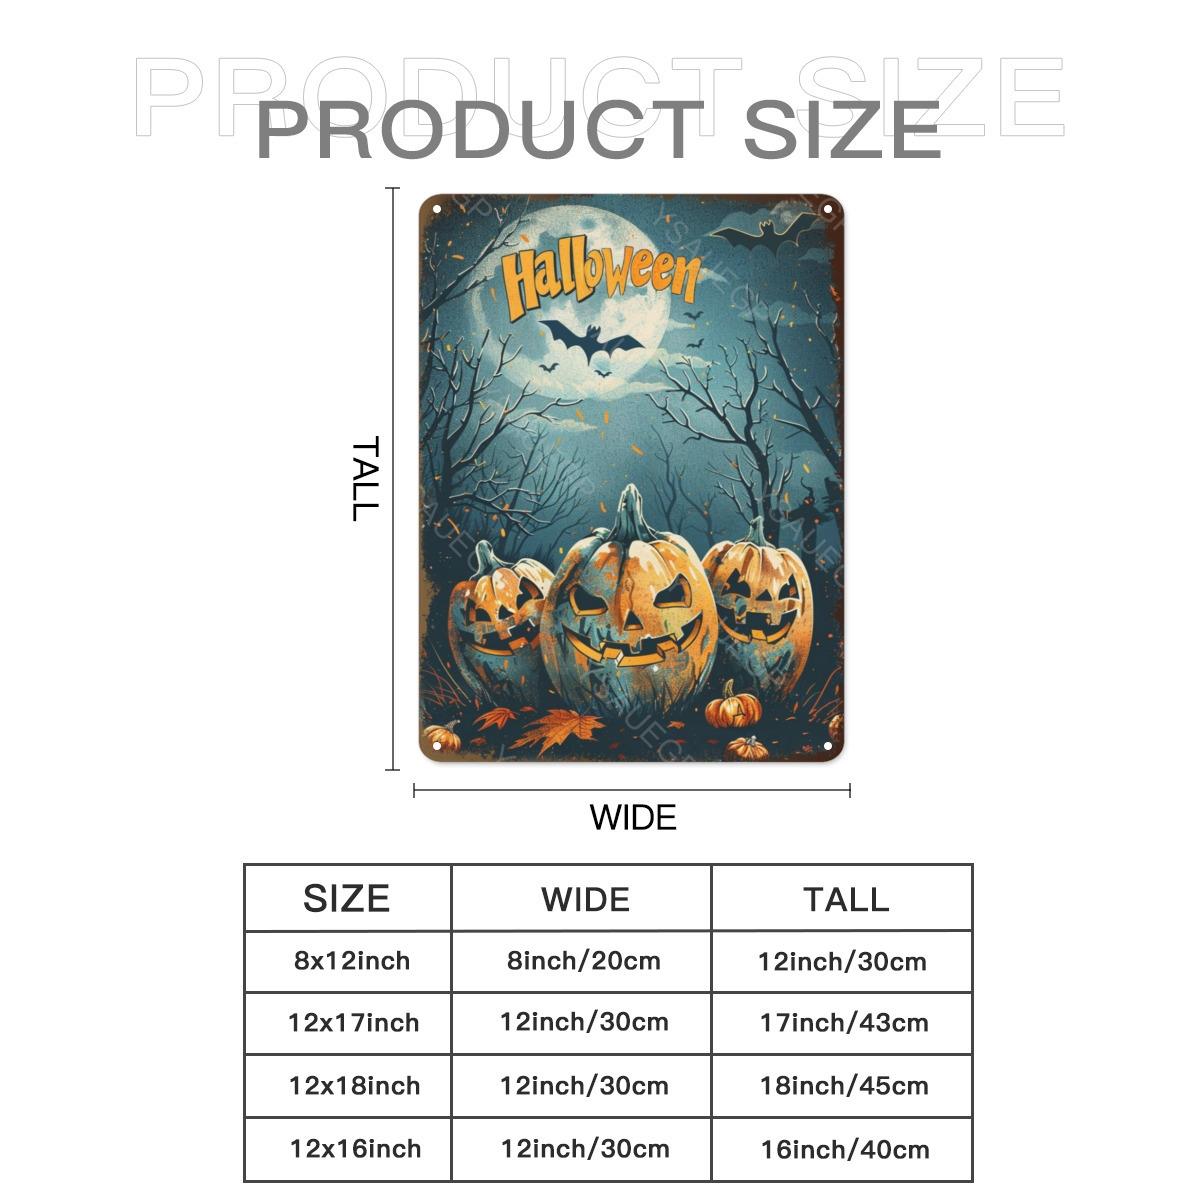 PRODUCT SIZE
PRODUCT SIZE
Halloween
TALL
WIDE
SIZE WIDE TALL
8x12inch 8inch/20cm 12inch/30cm
12x17inch 12inch/30cm 17inch/43cm
12x18inch 12inch/30cm 18inch/45cm
12x16inch 12inch/30cm 16inch/40cm